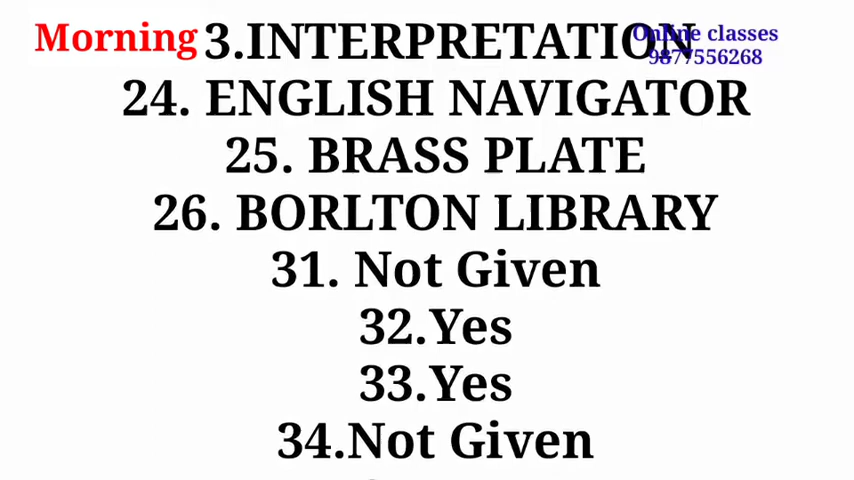 Morning 3.INTERPRETATION
Online classes
9877556268
24. ENGLISH NAVIGATOR
25. BRASS PLATE
26. BORLTON LIBRARY
31. Not Given
32.Yes
33.Yes
34.Not Given